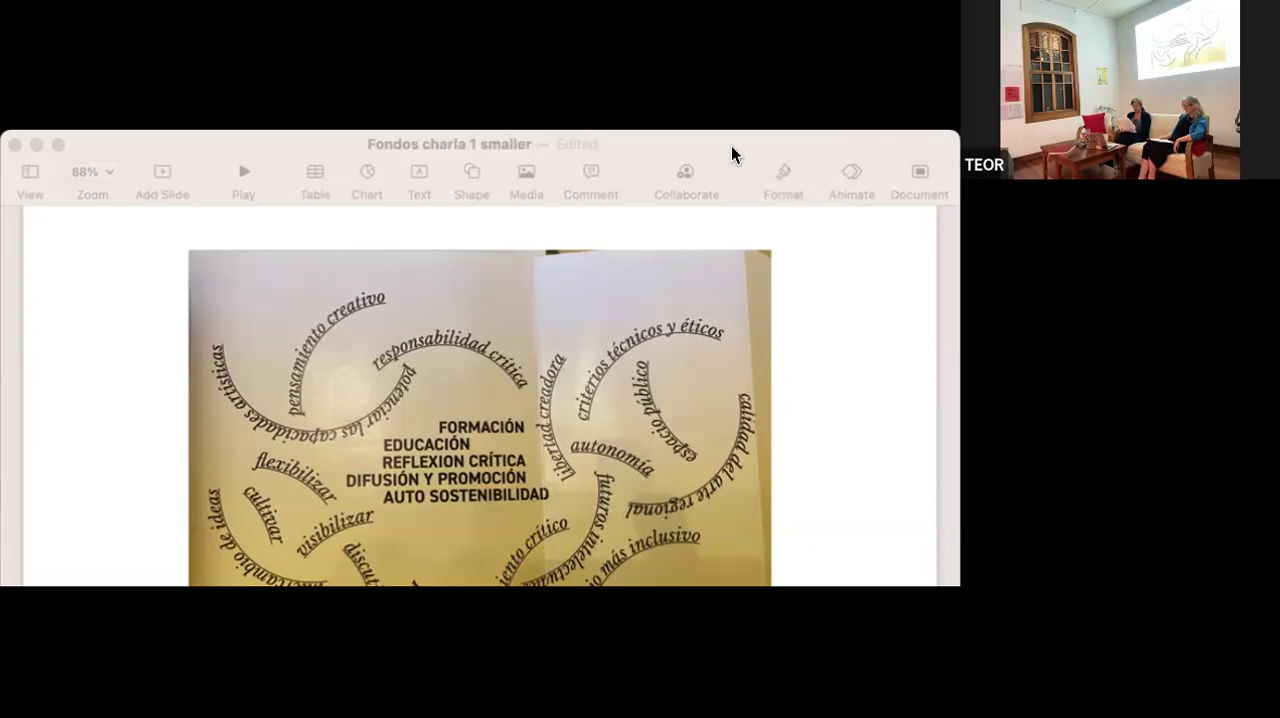 Fondos charla 1 smaller — Edited
88%
View
Zoom
Add Slide
Play
Table
Chart
Text
Shape
Media
Comment
Collaborate
Format
Animate
Document
TEOR
pensamiento creativo
responsabilidad crítica
potenciar las capacidades artísticas
libertad creadora
criterios técnicos y éticos
espacio público
calidad del arte regional
autonomía
FORMACIÓN
EDUCACIÓN
REFLEXION CRÍTICA
DIFUSIÓN Y PROMOCIÓN
AUTO SOSTENIBILIDAD
flexibilizar
cultivar
visibilizar
de ideas
crítico
futuros
más inclusivo